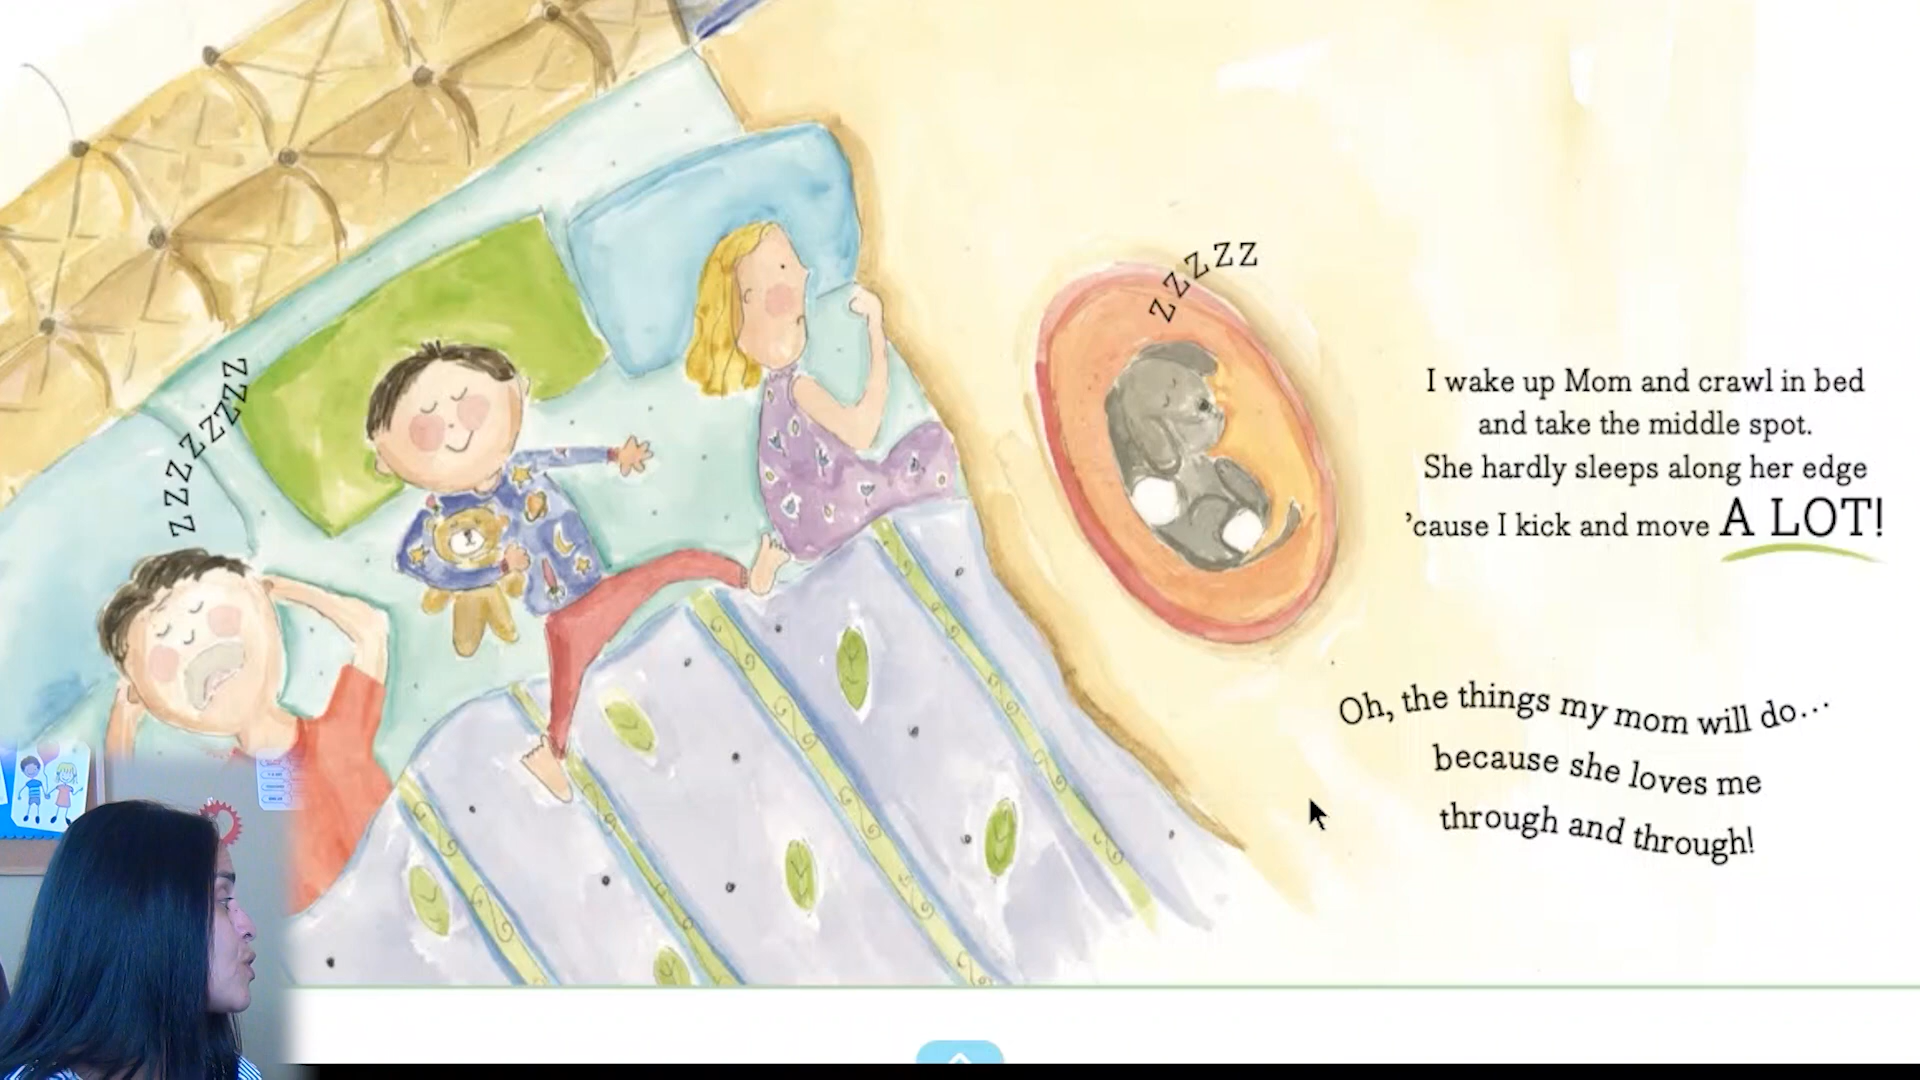 ZZZZZZZZ
ZZZZZ
I wake up Mom and crawl in bed
and take the middle spot.
She hardly sleeps along her edge
’cause I kick and move A LOT!
Oh, the things my mom will do...
because she loves me
through and through!